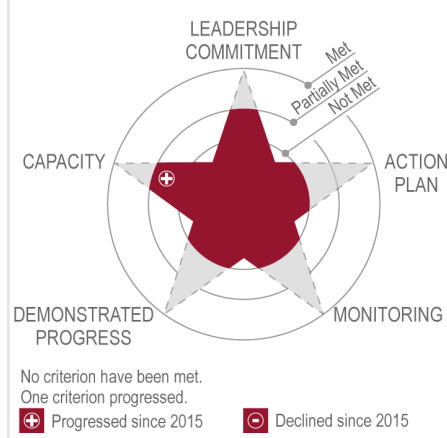 LEADERSHIP
COMMITMENT
Met
Partially Met
Not Met
CAPACITY
ACTION
PLAN
DEMONSTRATED
PROGRESS
MONITORING
No criterion have been met.
One criterion progressed.
Progressed since 2015
Declined since 2015